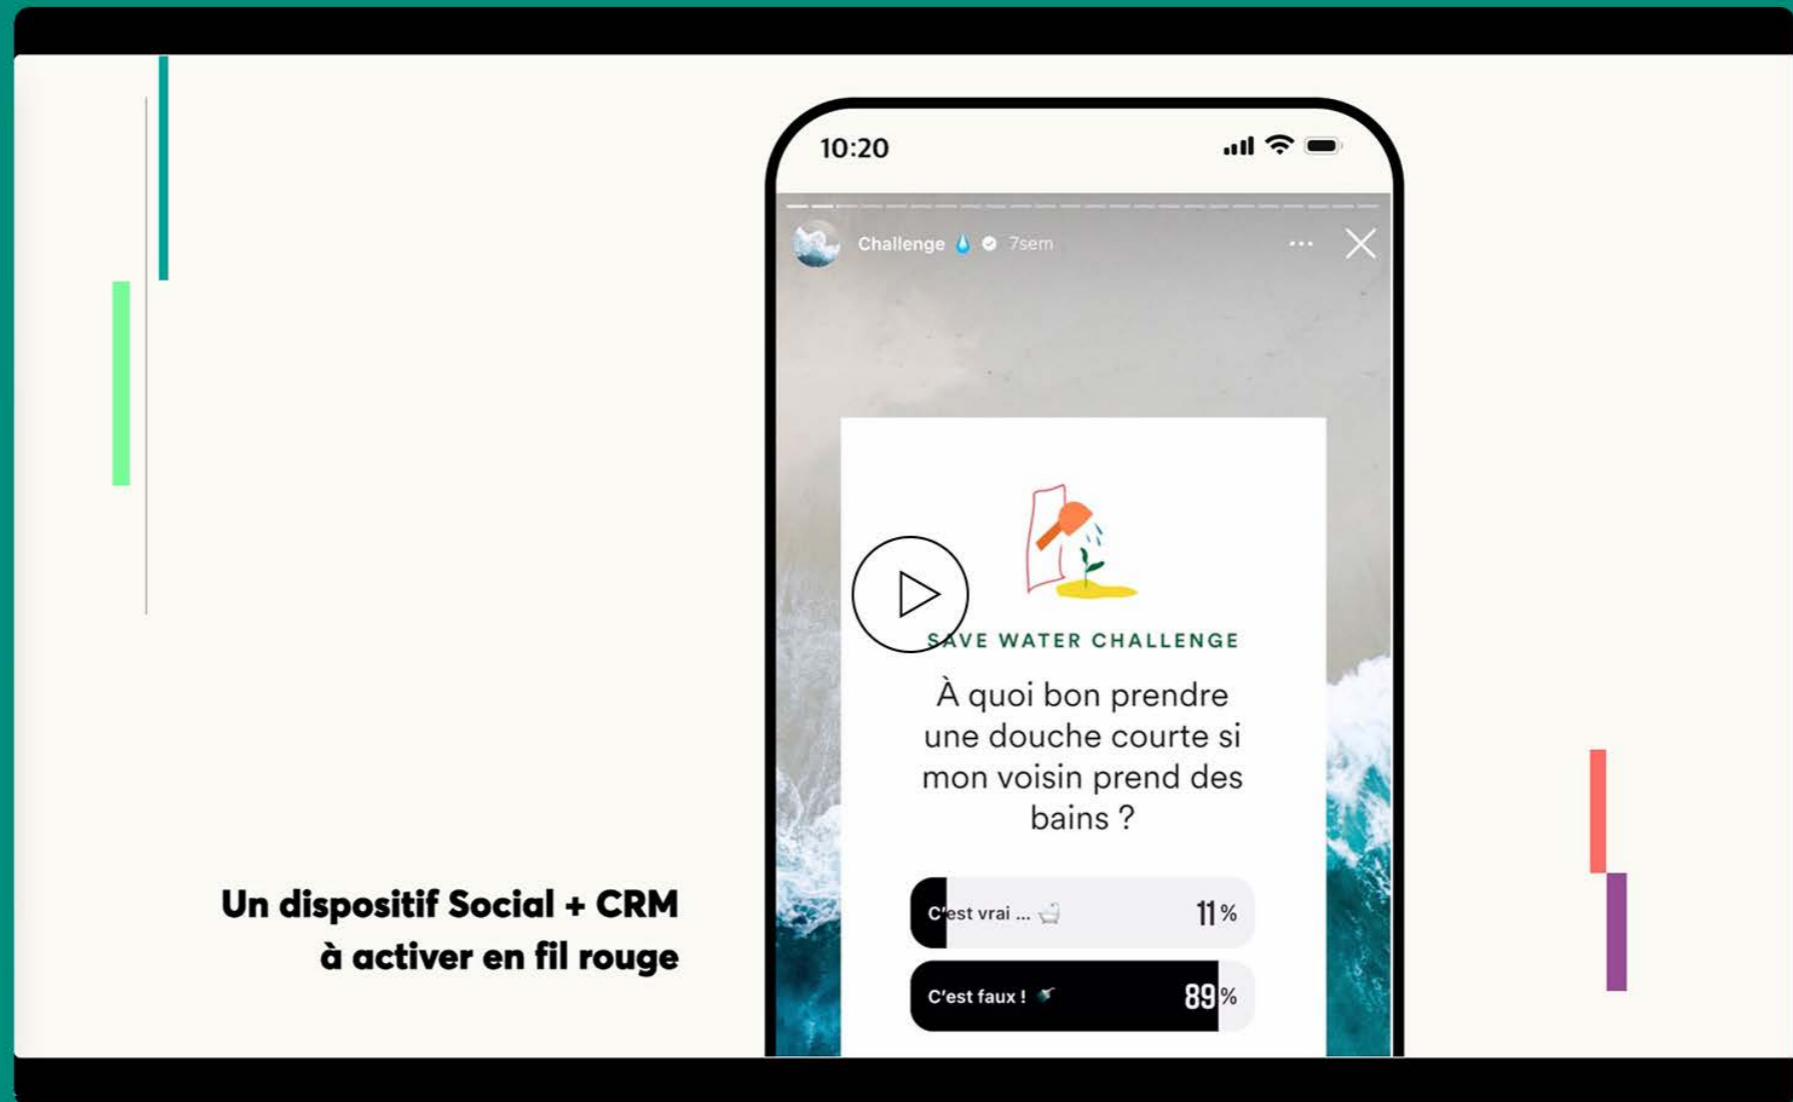 10:20
Challenge 💧 7sem
SAVE WATER CHALLENGE
À quoi bon prendre
une douche courte si
mon voisin prend des
bains ?
C'est vrai ... 🛁 11%
C'est faux ! 🚿 89%
Un dispositif Social + CRM
à activer en fil rouge